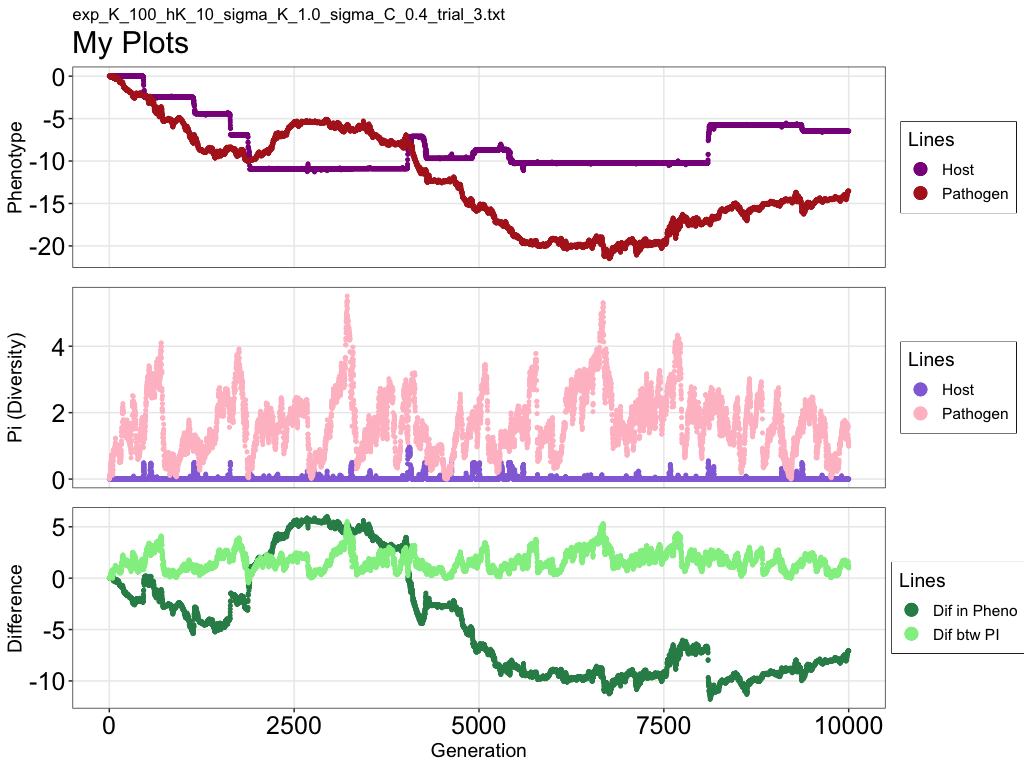 exp_K_100_hK_10_sigma_K_1.0_sigma_C_0.4_trial_3.txt
My Plots
Phenotype
0
-5
-10
-15
-20
Lines
Host
Pathogen
Pi (Diversity)
4
2
0
Lines
Host
Pathogen
Difference
5
0
-5
-10
Lines
Dif in Pheno
Dif btw PI
0 2500 5000 7500 10000
Generation